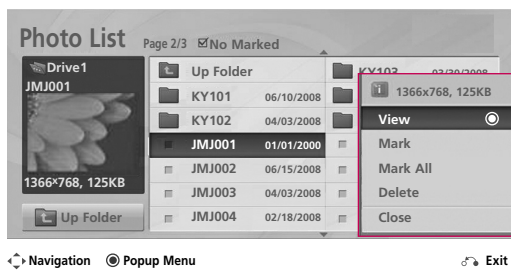 Photo List Page 2/3 No Marked
Drive1
JMJ001
1366×768, 125KB
Up Folder
Up Folder
KY101 06/10/2008
KY102 04/03/2008
JMJ001 01/01/2000
JMJ002 06/15/2008
JMJ003 04/03/2008
JMJ004 02/18/2008
KY103 03/30/2008
1366x768, 125KB
View
Mark
Mark All
Delete
Close
Navigation Popup Menu Exit